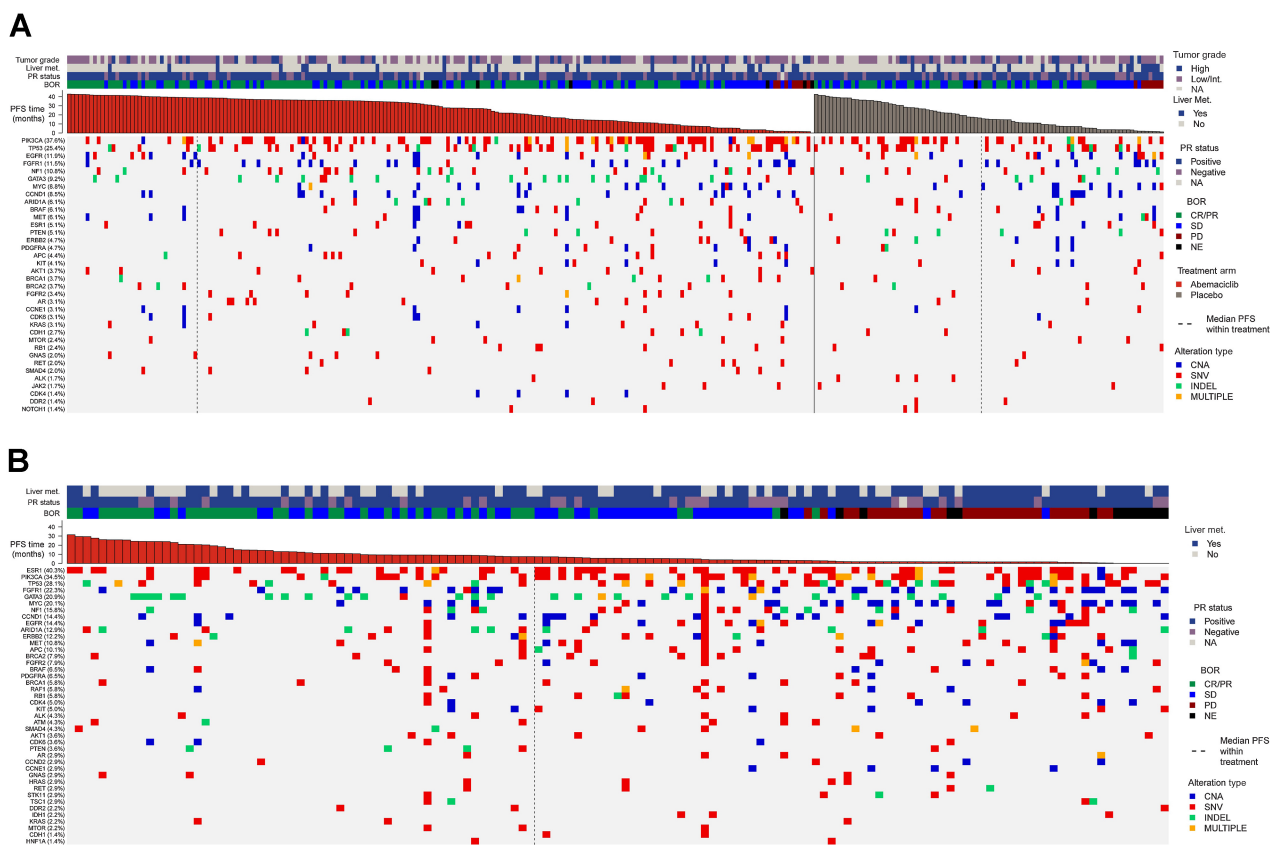 A
Tumor grade
Liver met.
PR status
BOR
PFS time
(months)
40
30
20
10
0
PIK3CA (37.6%)
TP53 (25.4%)
EGFR (11.9%)
FGFR1 (11.5%)
NF1 (10.8%)
GATA3 (9.2%)
MYC (8.8%)
CCND1 (8.5%)
ARID1A (6.1%)
BRAF (6.1%)
MET (6.1%)
ESR1 (5.1%)
PTEN (5.1%)
ERBB2 (4.7%)
PDGFRA (4.7%)
APC (4.4%)
KIT (4.1%)
AKT1 (3.7%)
BRCA1 (3.7%)
BRCA2 (3.7%)
FGFR2 (3.4%)
AR (3.1%)
CCNE1 (3.1%)
CDK6 (3.1%)
KRAS (3.1%)
CDH1 (2.7%)
MTOR (2.4%)
RB1 (2.4%)
GNAS (2.0%)
RET (2.0%)
SMAD4 (2.0%)
ALK (1.7%)
JAK2 (1.7%)
CDK4 (1.4%)
DDR2 (1.4%)
NOTCH1 (1.4%)
Tumor grade
High
Low/Int.
NA
Liver Met.
Yes
No
PR status
Positive
Negative
NA
BOR
CR/PR
SD
PD
NE
Treatment arm
Abemaciclib
Placebo
Median PFS
within treatment
Alteration type
CNA
SNV
INDEL
MULTIPLE
B
Liver met.
PR status
BOR
PFS time
(months)
40
30
20
10
0
ESR1 (40.3%)
PIK3CA (34.5%)
TP53 (28.1%)
FGFR1 (22.3%)
GATA3 (20.9%)
MYC (20.1%)
NF1 (15.8%)
CCND1 (14.4%)
EGFR (14.4%)
ARID1A (12.9%)
ERBB2 (12.2%)
MET (10.8%)
APC (10.1%)
BRCA2 (7.9%)
FGFR2 (7.9%)
BRAF (6.5%)
PDGFRA (6.5%)
BRCA1 (5.8%)
RAF1 (5.8%)
RB1 (5.8%)
CDK4 (5.0%)
KIT (5.0%)
ALK (4.3%)
ATM (4.3%)
SMAD4 (4.3%)
AKT1 (3.6%)
CDK6 (3.6%)
PTEN (3.6%)
AR (2.9%)
CCND2 (2.9%)
CCNE1 (2.9%)
GNAS (2.9%)
HRAS (2.9%)
RET (2.9%)
STK11 (2.9%)
TSC1 (2.9%)
DDR2 (2.2%)
IDH1 (2.2%)
KRAS (2.2%)
MTOR (2.2%)
CDH1 (1.4%)
HNF1A (1.4%)
Liver met.
Yes
No
PR status
Positive
Negative
NA
BOR
CR/PR
SD
PD
NE
Median PFS
within
treatment
Alteration type
CNA
SNV
INDEL
MULTIPLE